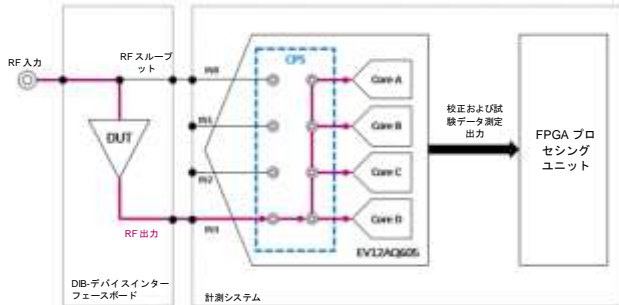 RF 入力
RF スループ
ット
IN0
CPS
Core A
IN1
Core B
DUT
校正および試
験データ測定
出力
FPGA プロ
セシング
ユニット
IN2
Core C
RF 出力
IN3
Core D
EV12AQ605
DIB-デバイスインター
フェースボード
計測システム